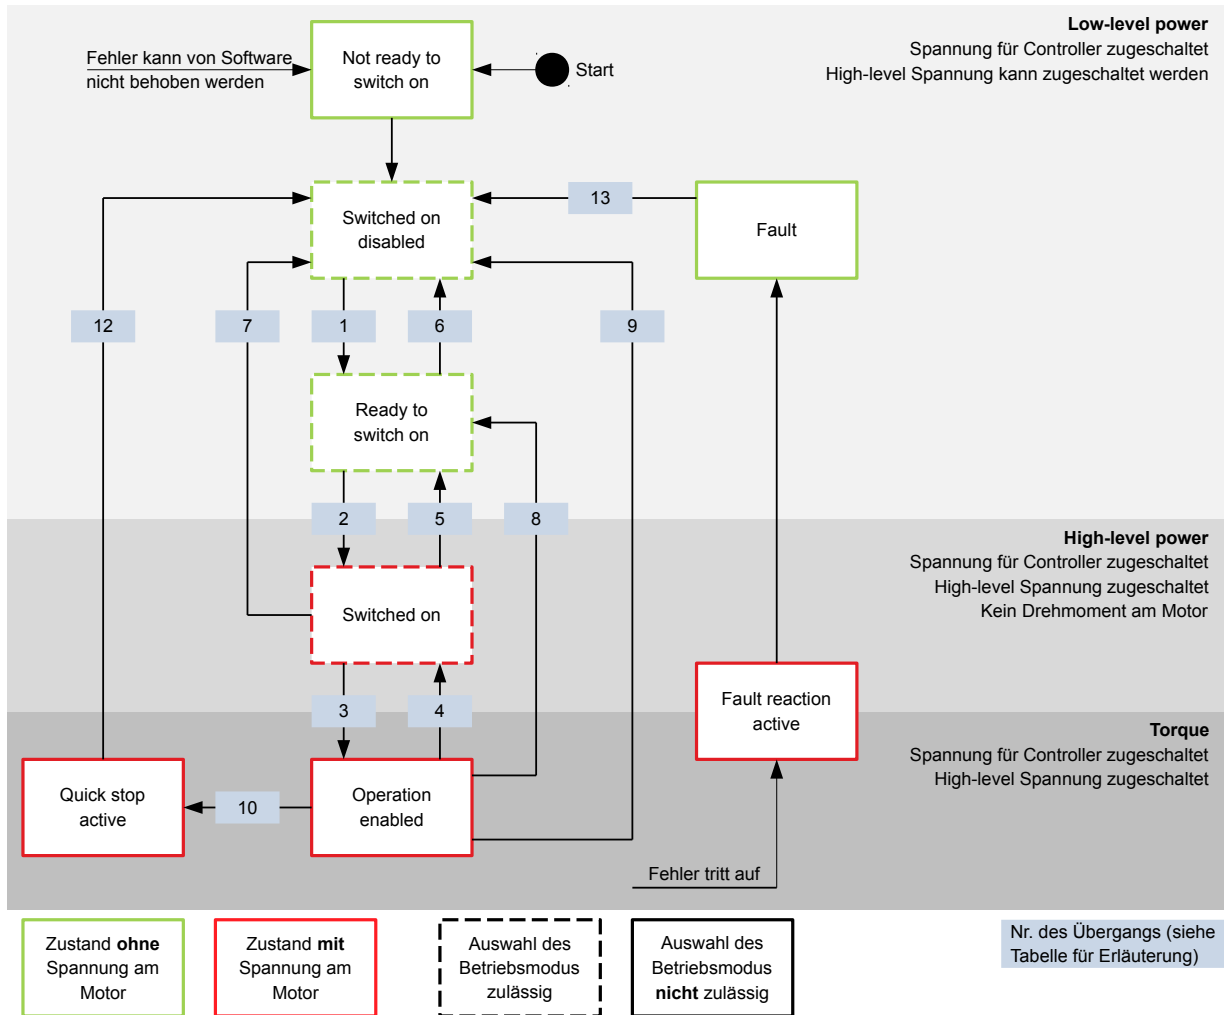 Low-level power
Spannung für Controller zugeschaltet
High-level Spannung kann zugeschaltet werden
Fehler kann von Software
nicht behoben werden
Not ready to
switch on
Start
Switched on
disabled
13
Fault
12
7
1
6
9
Ready to
switch on
2
5
8
High-level power
Spannung für Controller zugeschaltet
High-level Spannung zugeschaltet
Kein Drehmoment am Motor
Switched on
3
4
Fault reaction
active
Torque
Spannung für Controller zugeschaltet
High-level Spannung zugeschaltet
Quick stop
active
10
Operation
enabled
Fehler tritt auf
Zustand ohne
Spannung am
Motor
Zustand mit
Spannung am
Motor
Auswahl des
Betriebsmodus
zulässig
Auswahl des
Betriebsmodus
nicht zulässig
Nr. des Übergangs (siehe
Tabelle für Erläuterung)